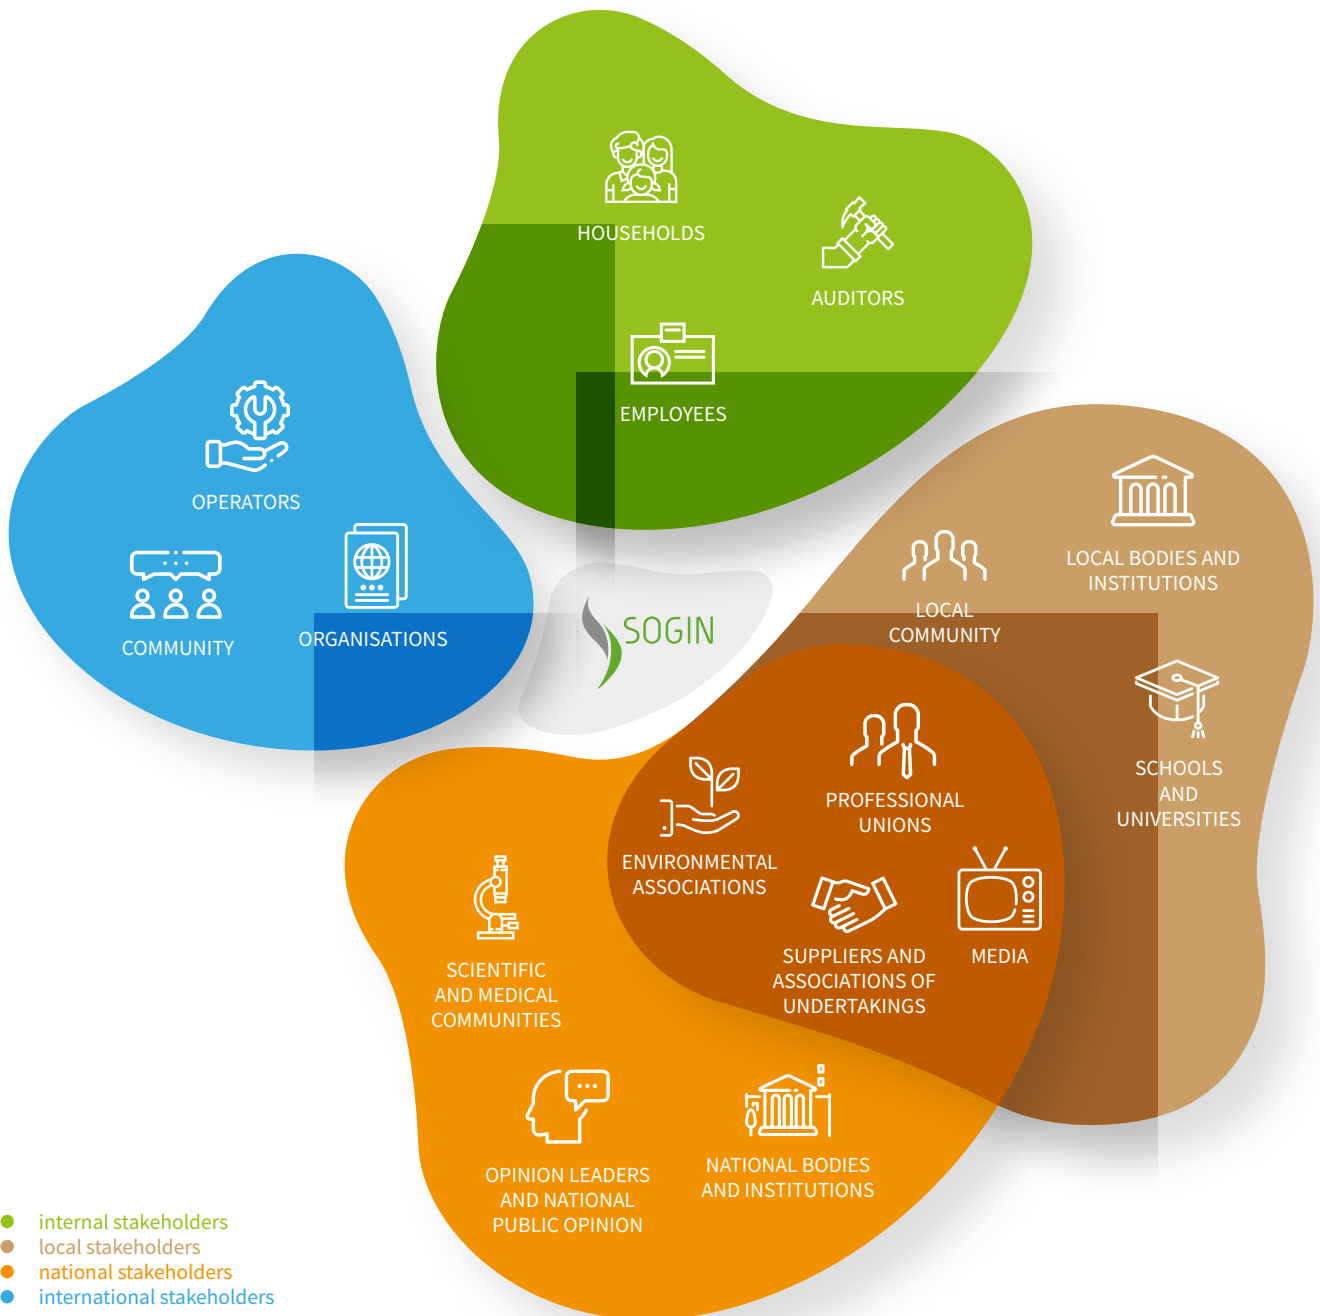 HOUSEHOLDS
AUDITORS
EMPLOYEES
OPERATORS
COMMUNITY
ORGANISATIONS
SOGIN
LOCAL BODIES AND
INSTITUTIONS
LOCAL
COMMUNITY
SCHOOLS
AND
UNIVERSITIES
PROFESSIONAL
UNIONS
ENVIRONMENTAL
ASSOCIATIONS
SUPPLIERS AND
ASSOCIATIONS OF
UNDERTAKINGS
MEDIA
SCIENTIFIC
AND MEDICAL
COMMUNITIES
OPINION LEADERS
AND NATIONAL
PUBLIC OPINION
NATIONAL BODIES
AND INSTITUTIONS
internal stakeholders
local stakeholders
national stakeholders
international stakeholders